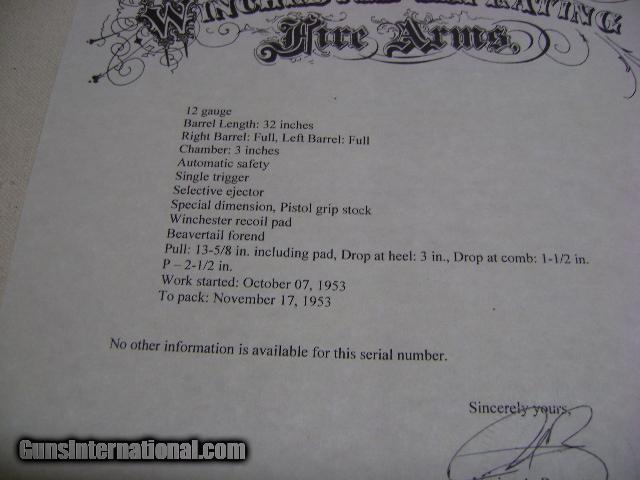 WINCHESTER REPEATING
Fire Arms,
12 gauge
Barrel Length: 32 inches
Right Barrel: Full, Left Barrel: Full
Chamber: 3 inches
Automatic safety
Single trigger
Selective ejector
Special dimension, Pistol grip stock
Winchester recoil pad
Beavertail forend
Pull: 13-5/8 in. including pad, Drop at heel: 3 in., Drop at comb: 1-1/2 in.
P – 2-1/2 in.
Work started: October 07, 1953
To pack: November 17, 1953
No other information is available for this serial number.
Sincerely yours,
GunsInternational.com